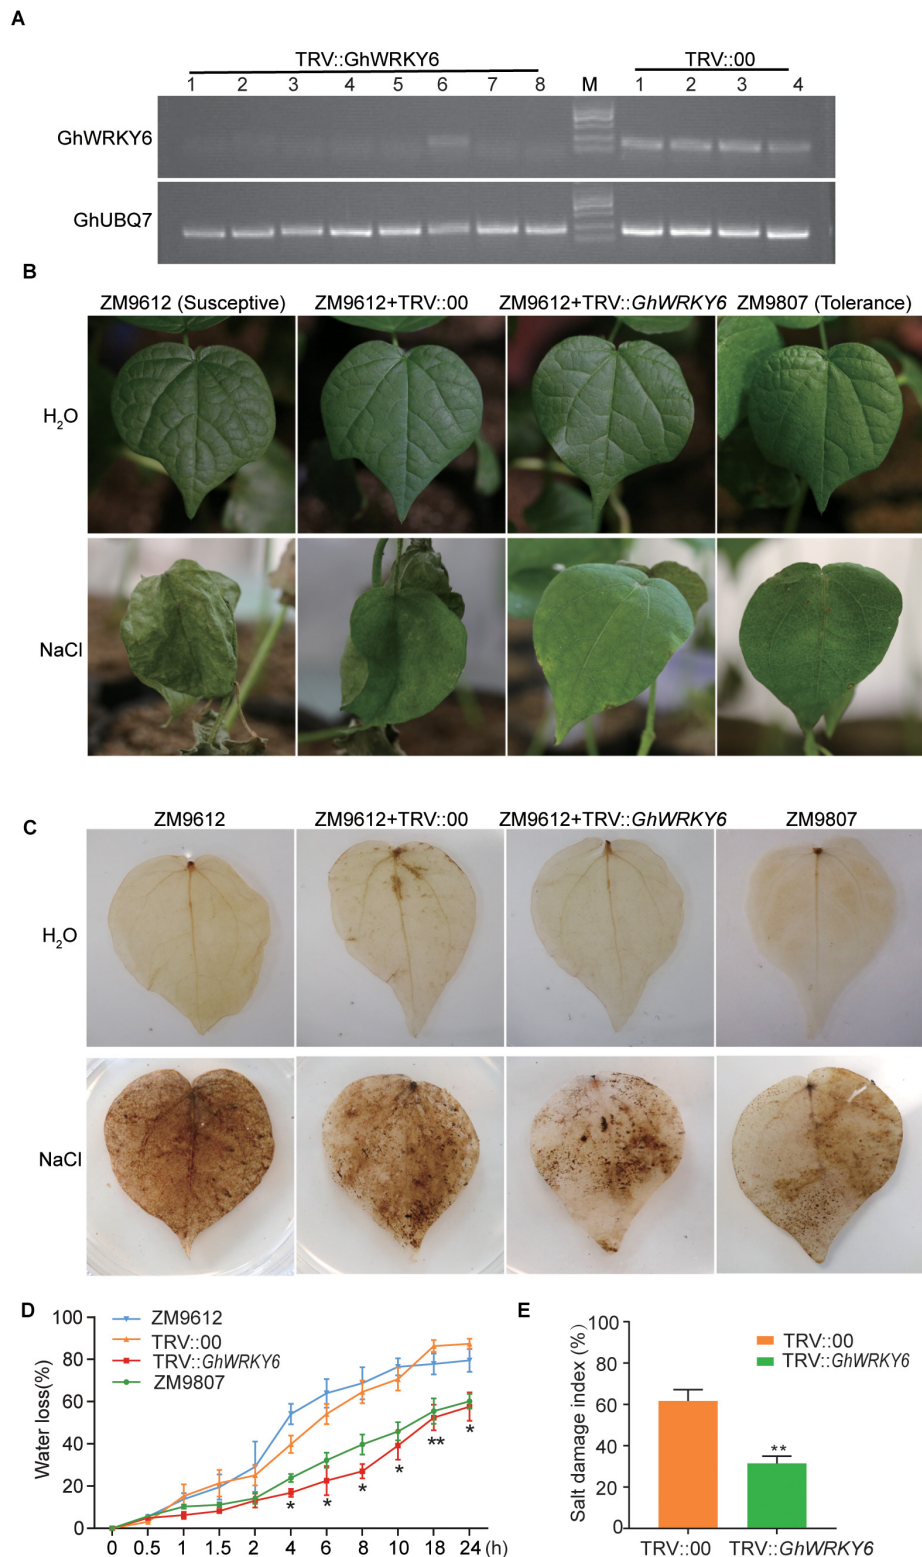 A
TRV::GhWRKY6 TRV::00
1 2 3 4 5 6 7 8 M 1 2 3 4
GhWRKY6
GhUBQ7
B
ZM9612 (Susceptive) ZM9612+TRV::00 ZM9612+TRV::GhWRKY6 ZM9807 (Tolerance)
H₂O
NaCl
C
ZM9612 ZM9612+TRV::00 ZM9612+TRV::GhWRKY6 ZM9807
H₂O
NaCl
D
ZM9612
TRV::00
TRV::GhWRKY6
ZM9807
Water loss(%)
100
80
60
40
20
0
* * * * ** *
0 0.5 1 1.5 2 4 6 8 10 18 24 (h)
E
TRV::00
TRV::GhWRKY6
Salt damage index (%)
100
80
60
40
20
0
**
TRV::00 TRV::GhWRKY6